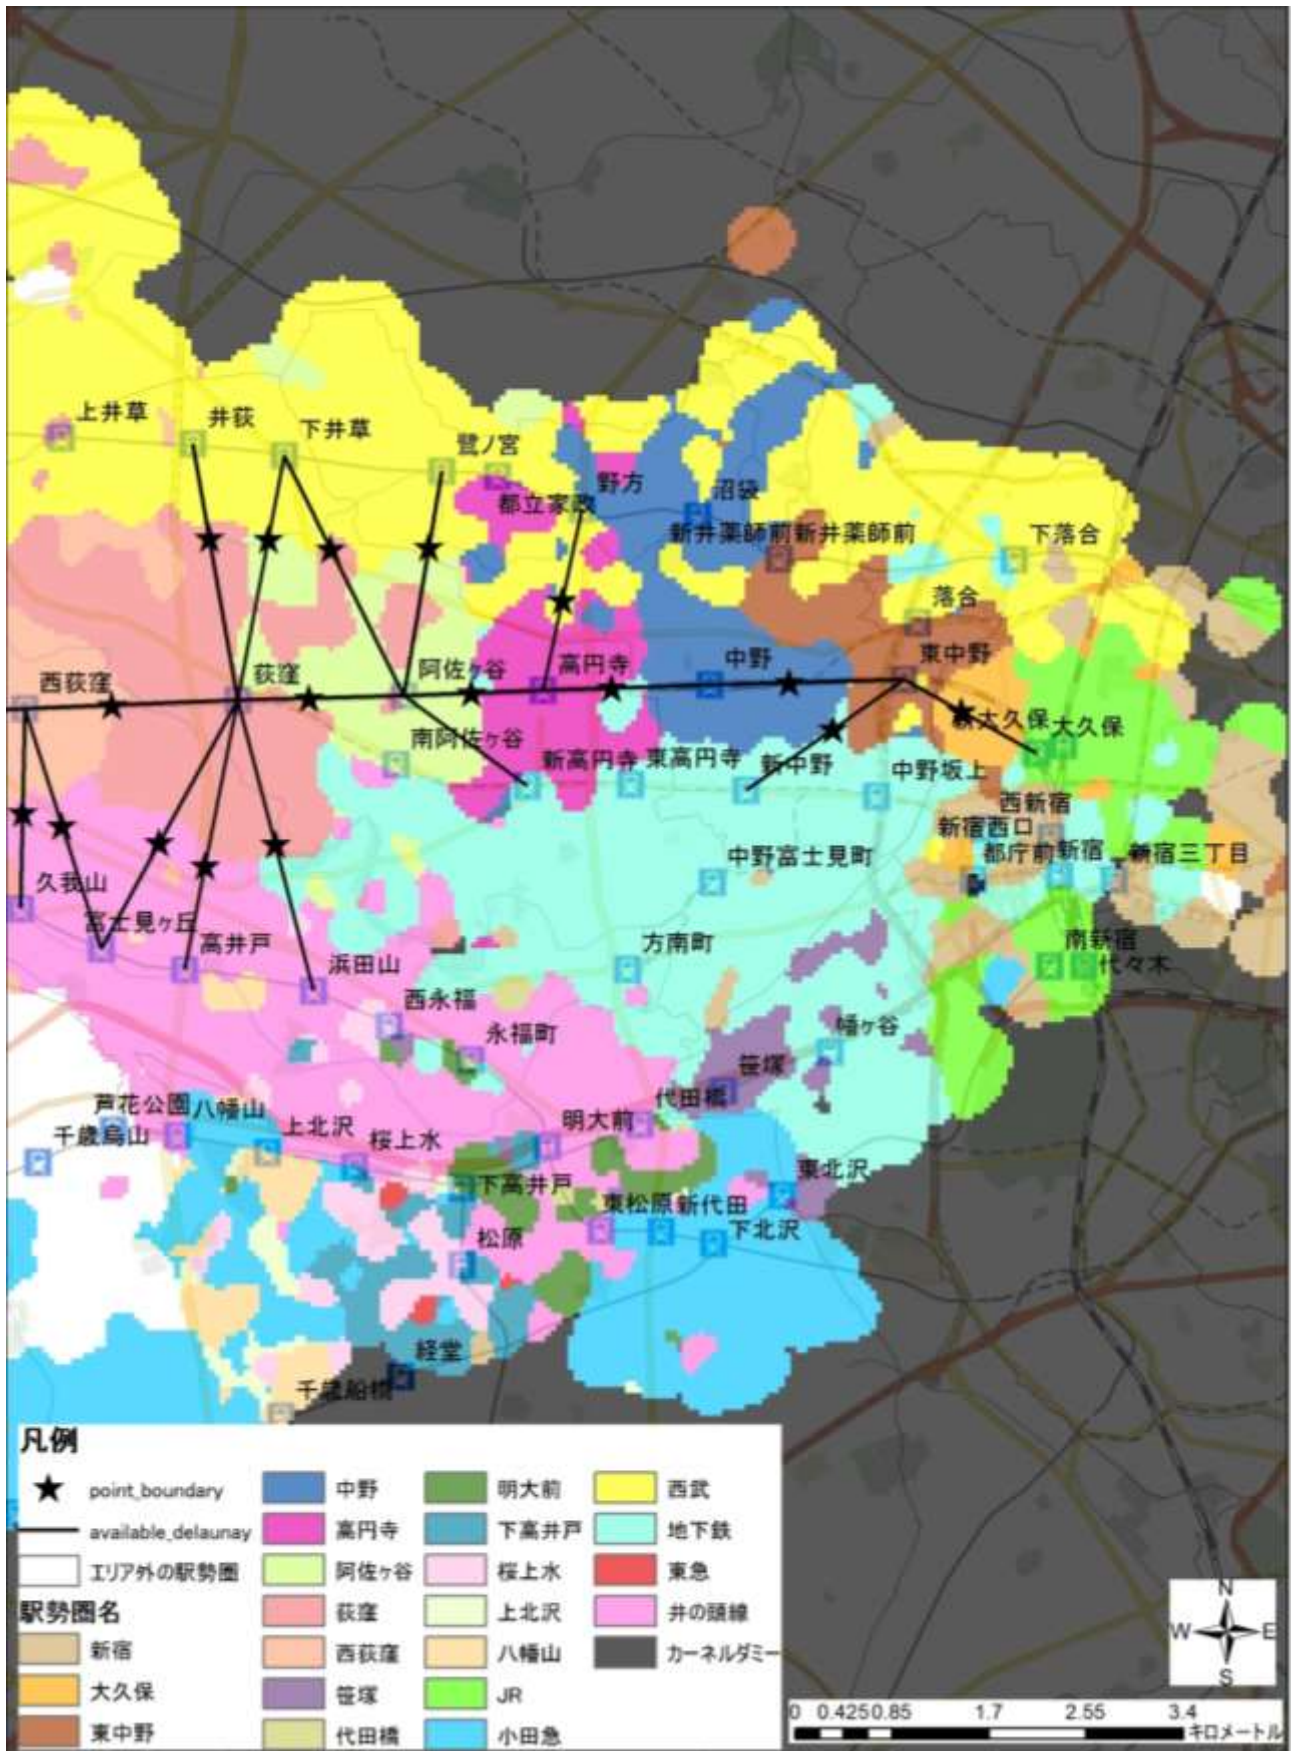 上井草
井荻
下井草
鷺ノ宮
都立家政
野方
沼袋
新井薬師前新井薬師前
下落合
落合
西荻窪
荻窪
阿佐ヶ谷
高円寺
中野
東中野
大久保
大久保
南阿佐ヶ谷
新高円寺
東高円寺
新中野
中野坂上
西新宿
新宿西口
都庁前
新宿
新宿三丁目
中野富士見町
久我山
富士見ヶ丘
高井戸
浜田山
方南町
南新宿
代々木
西永福
永福町
幡ヶ谷
笹塚
代田橋
芦花公園
八幡山
千歳烏山
上北沢
桜上水
明大前
下高井戸
東北沢
東松原
新代田
下北沢
松原
経堂
千歳船橋
凡例
point_boundary
available_delaunay
エリア外の駅勢圏
駅勢圏名
新宿
大久保
東中野
中野
高円寺
阿佐ヶ谷
荻窪
西荻窪
笹塚
代田橋
明大前
下高井戸
桜上水
上北沢
八幡山
JR
小田急
西武
地下鉄
東急
井の頭線
カーネルダミー
N
W E
S
0 0.425 0.85 1.7 2.55 3.4
キロメートル